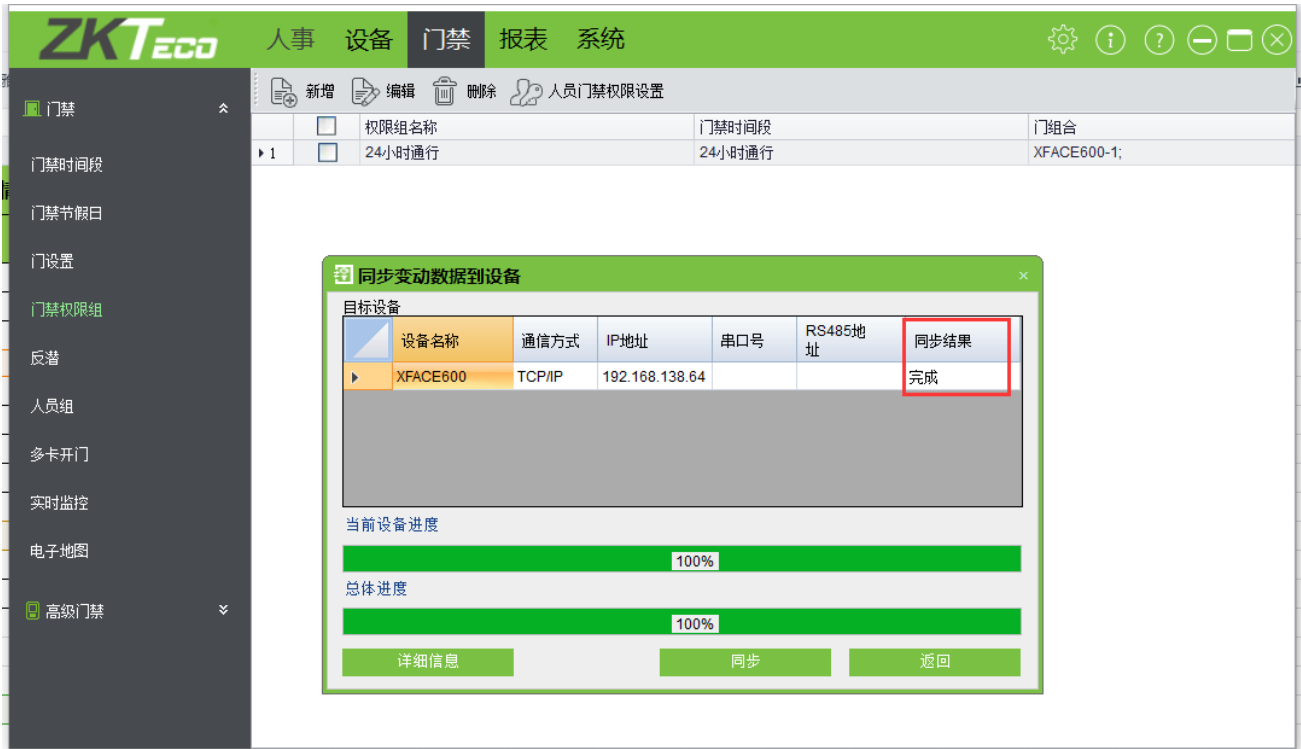 ZKTeco 人事 设备 门禁 报表 系统
门禁
门禁时间段
门禁节假日
门设置
门禁权限组
反潜
人员组
多卡开门
实时监控
电子地图
高级门禁
新增 编辑 删除 人员门禁权限设置
权限组名称 门禁时间段 门组合
1 24小时通行 24小时通行 XFACE600-1;
同步变动数据到设备
目标设备
设备名称 通信方式 IP地址 串口号 RS485地
址 同步结果
XFACE600 TCP/IP 192.168.138.64 完成
当前设备进度
100%
总体进度
100%
详细信息 同步 返回